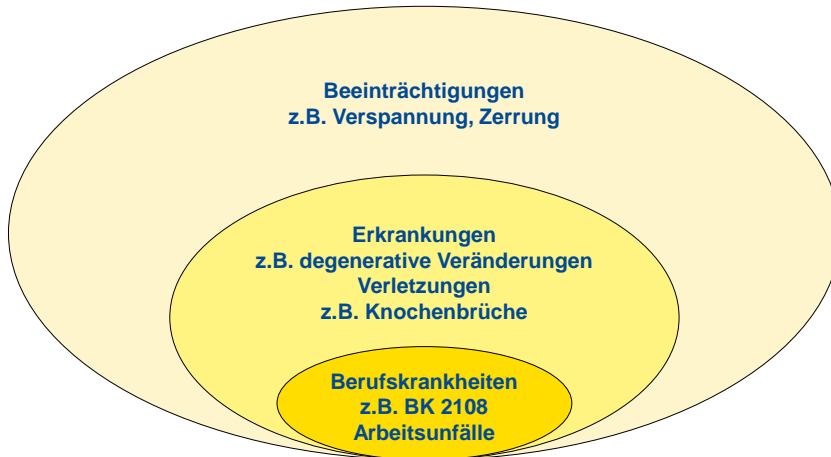 Beeinträchtigungen
z.B. Verspannung, Zerrung
Erkrankungen
z.B. degenerative Veränderungen
Verletzungen
z.B. Knochenbrüche
Berufskrankheiten
z.B. BK 2108
Arbeitsunfälle